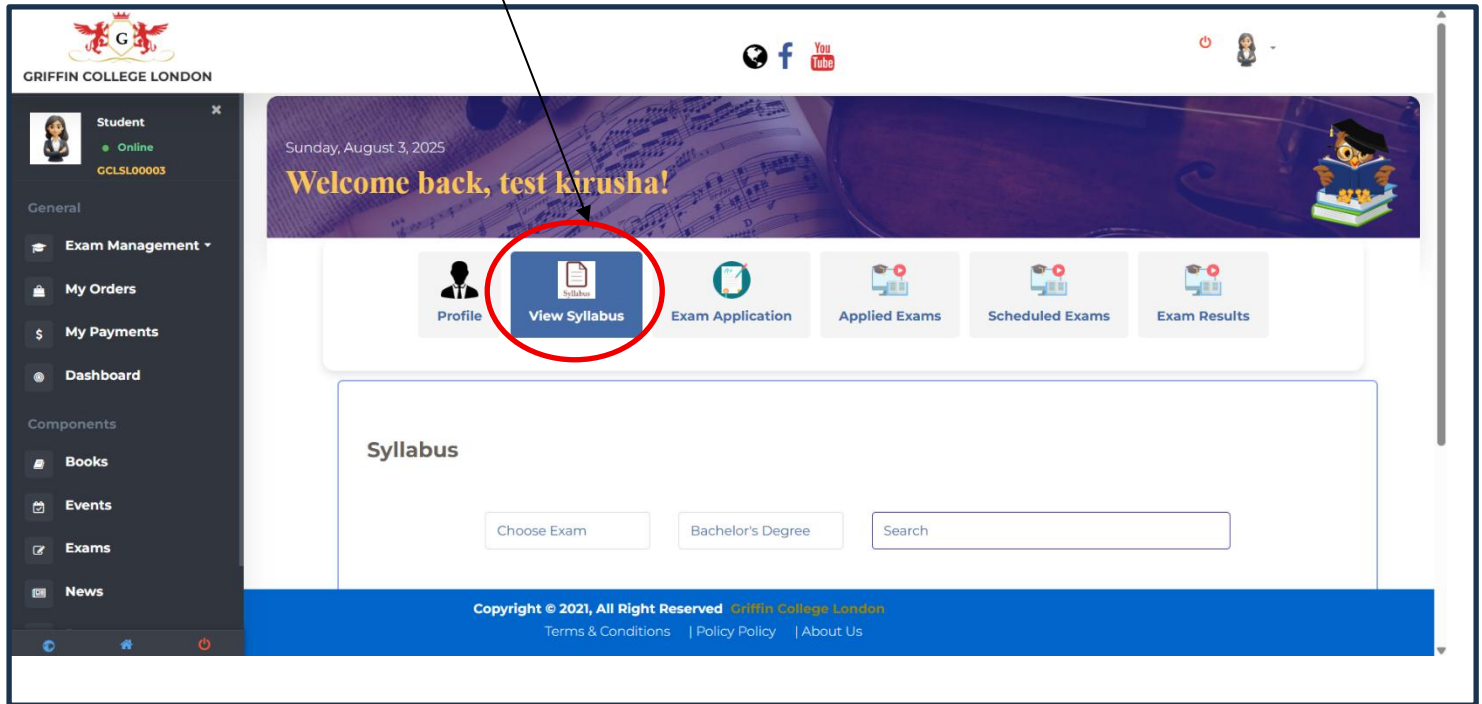 G
GRIFFIN COLLEGE LONDON
You
Tube
Student
Online
GCLSL00003
General
Exam Management
My Orders
$ My Payments
Dashboard
Components
Books
Events
Exams
News
Sunday, August 3, 2025
Welcome back, test kirusha!
Profile
Syllabus
View Syllabus
Exam Application
Applied Exams
Scheduled Exams
Exam Results
Syllabus
Choose Exam Bachelor's Degree Search
Copyright © 2021, All Right Reserved Griffin College London
Terms & Conditions | Policy Policy | About Us